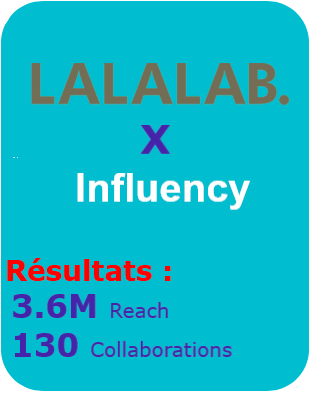 LALALAB.
X
Influency
Résultats :
3.6M Reach
130 Collaborations